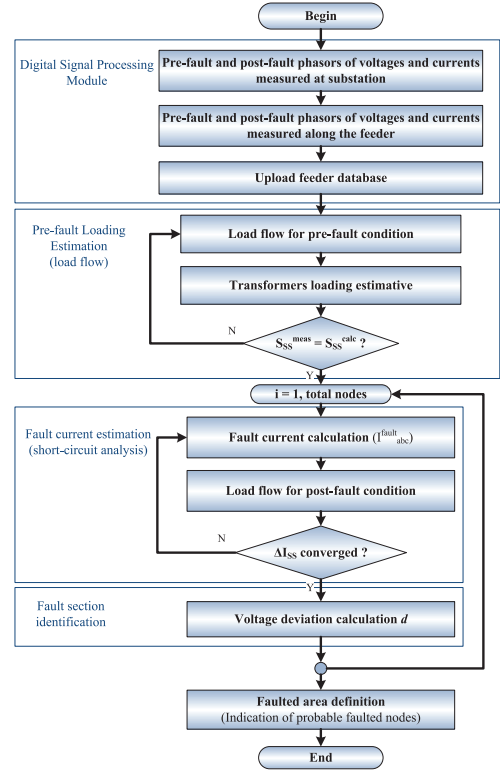 Begin
Digital Signal Processing
Module
Pre-fault and post-fault phasors of voltages and currents
measured at substation
Pre-fault and post-fault phasors of voltages and currents
measured along the feeder
Upload feeder database
Pre-fault Loading
Estimation
(load flow)
Load flow for pre-fault condition
Transformers loading estimative
N
S_SS^meas = S_SS^calc ?
Y
i = 1, total nodes
Fault current estimation
(short-circuit analysis)
Fault current calculation (I^fault_abc)
Load flow for post-fault condition
N
ΔI_SS converged ?
Y
Fault section
identification
Voltage deviation calculation d
Faulted area definition
(Indication of probable faulted nodes)
End